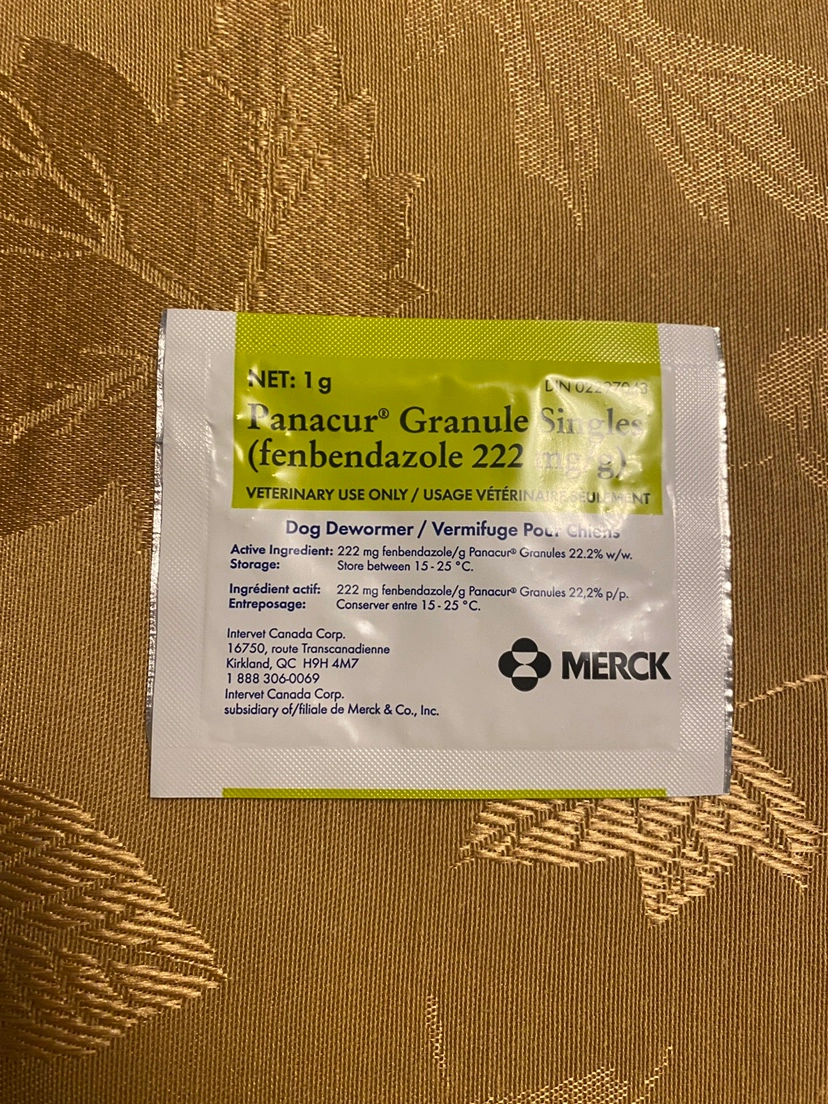 NET: 1 g
DIN
Panacur® Granule Singles
(fenbendazole 222 mg/g)
VETERINARY USE ONLY / USAGE VÉTÉRINAIRE SEULEMENT
Dog Dewormer / Vermifuge Pour Chiens
Active Ingredient: 222 mg fenbendazole/g Panacur® Granules 22.2% w/w.
Storage: Store between 15 - 25 °C.
Ingrédient actif: 222 mg fenbendazole/g Panacur® Granules 22,2% p/p.
Entreposage: Conserver entre 15 - 25 °C.
Intervet Canada Corp.
16750, route Transcanadienne
Kirkland, QC H9H 4M7
1 888 306-0069
Intervet Canada Corp.
subsidiary of/filiale de Merck & Co., Inc.
MERCK